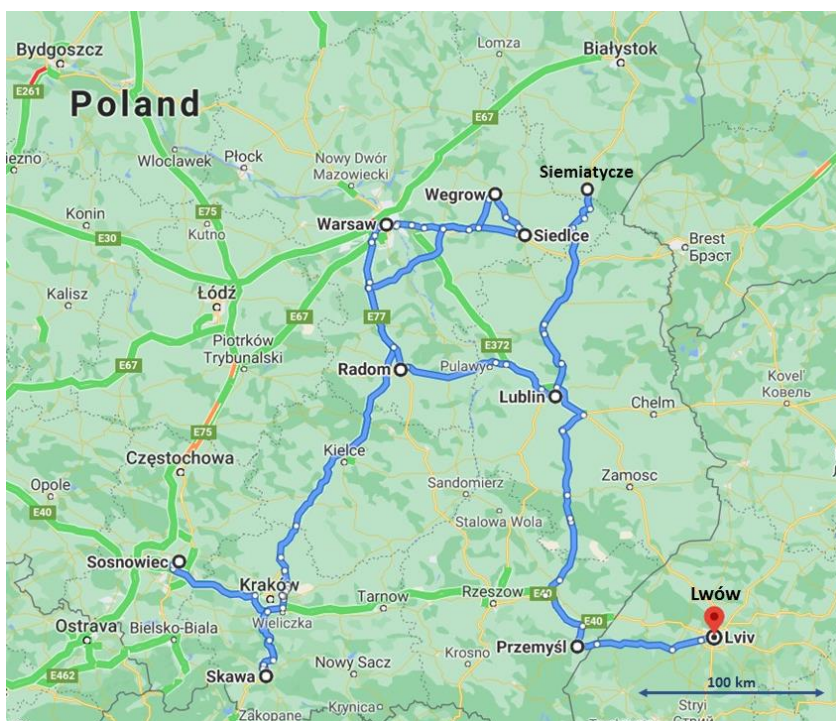 Lomza
Białystok
Bydgoszcz
E261
Poland
E67
Wloclawek
Płock
Nowy Dwór
Mazowiecki
Wegrow
Siemiatycze
Konin
E75
Kutno
Warsaw
Siedlce
E30
Brest
Брэст
Kalisz
Łódź
E77
E67
Piotrków
Trybunalski
E372
E67
Radom
Pulawy
Kovel'
Ковель
Lublin
Chelm
E75
Częstochowa
Kielce
Opole
Sandomierz
Zamosc
E40
Stalowa Wola
Sosnowiec
Kraków
Wieliczka
Tarnow
Rzeszow
E40
Lwów
E40
Lviv
Ostrava
Bielsko-Biala
Przemyśl
Krosno
E462
Skawa
Nowy Sacz
100 km
Zakopane
Krynica
Stryi